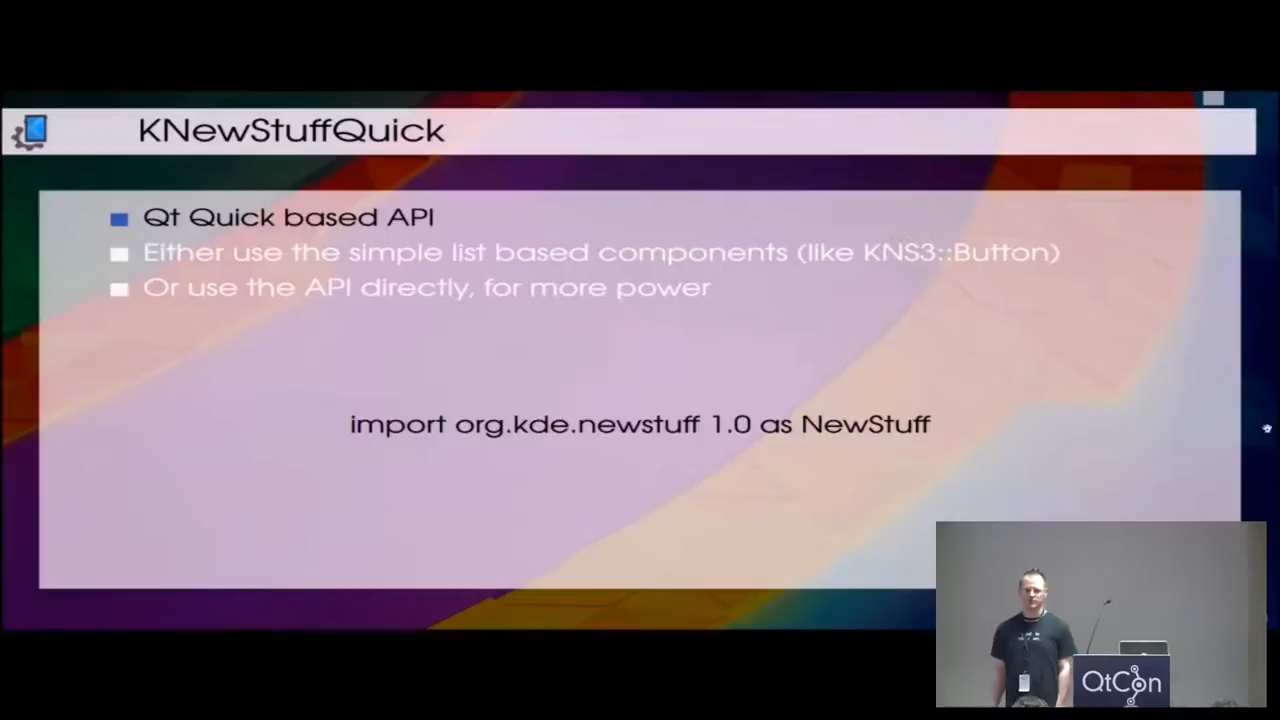 KNewStuffQuick
Qt Quick based API
Either use the simple list based components (like KNS3::Button)
Or use the API directly, for more power
import org.kde.newstuff 1.0 as NewStuff
QtCon